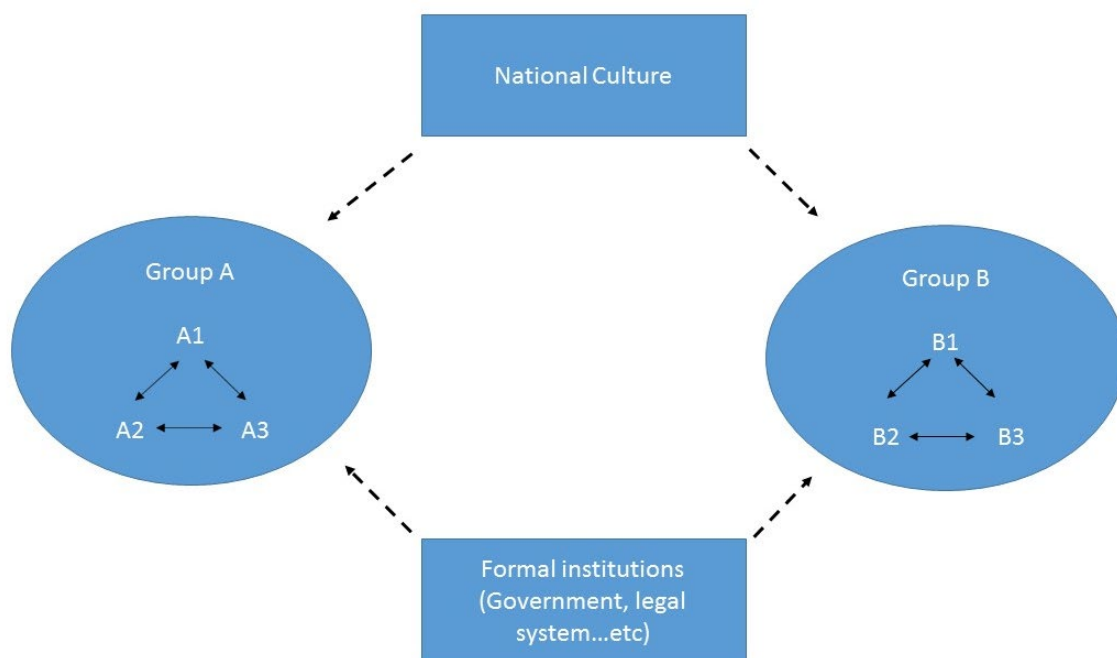 National Culture
Group A
A1
A2
A3
Group B
B1
B2
B3
Formal institutions
(Government, legal
system...etc)